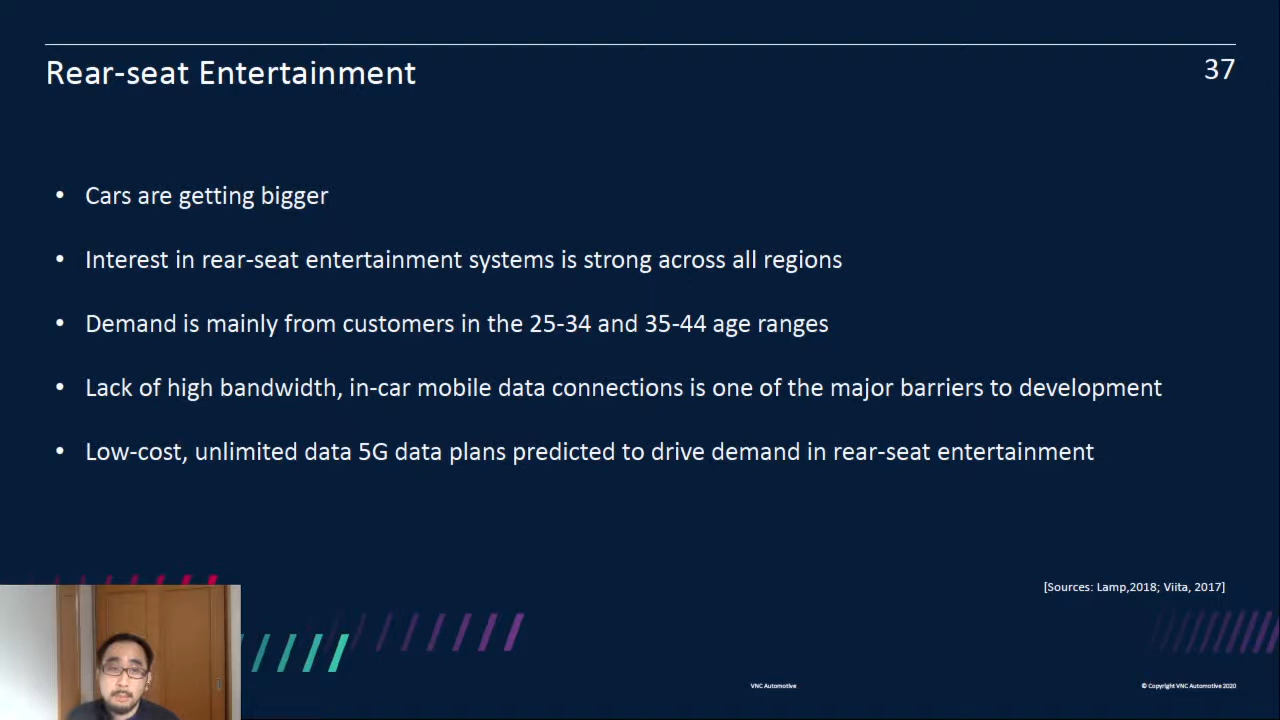 Rear-seat Entertainment
37
• Cars are getting bigger
• Interest in rear-seat entertainment systems is strong across all regions
• Demand is mainly from customers in the 25-34 and 35-44 age ranges
• Lack of high bandwidth, in-car mobile data connections is one of the major barriers to development
• Low-cost, unlimited data 5G data plans predicted to drive demand in rear-seat entertainment
[Sources: Lamp,2018; Viita, 2017]
VNC Automotive
© Copyright VNC Automotive 2020